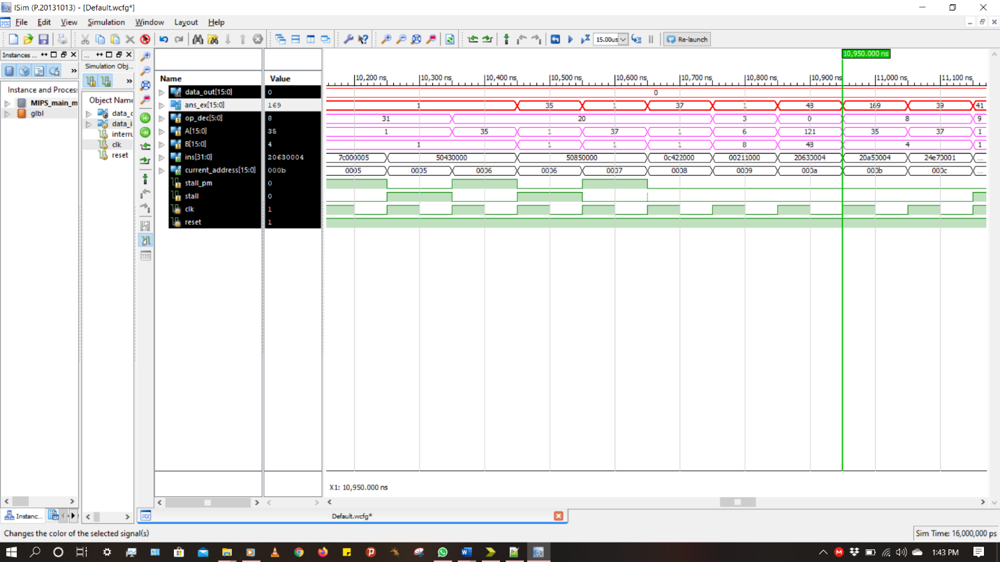 ISim (P.20131013) - [Default.wcfg*]
File Edit View Simulation Window Layout Help
15.00us Re-launch
Instances ...
Instance and Proces
MIPS_main_m
glbl
... Simulation Obj...
Object Name
data_o
data_i
interru
clk
reset
Name Value
10,950.000 ns
10,200 ns 10,300 ns 10,400 ns 10,500 ns 10,600 ns 10,700 ns 10,800 ns 10,900 ns 11,000 ns 11,100 ns
data_out[15:0] 0 0
ans_ex[15:0] 169 1 35 1 37 1 43 169 39 41
op_dec[5:0] 8 31 20 3 0 8 9
A[15:0] 35 1 35 1 37 1 6 121 35 37 1
B[15:0] 4 1 1 1 1 8 43 4 1
ins[31:0] 20630004 7c000005 50430000 50850000 0c422000 00211000 20630004 20a50004 24e70001 ...
current_address[15:0] 000b 0005 0035 0006 0036 0007 0008 0009 000a 000b 000c ...
stall_pm 0
stall 0
clk 1
reset 1
X1: 10,950.000 ns
Instanc...
Default.wcfg*
Changes the color of the selected signal(s) Sim Time: 16,000,000 ps
1:43 PM